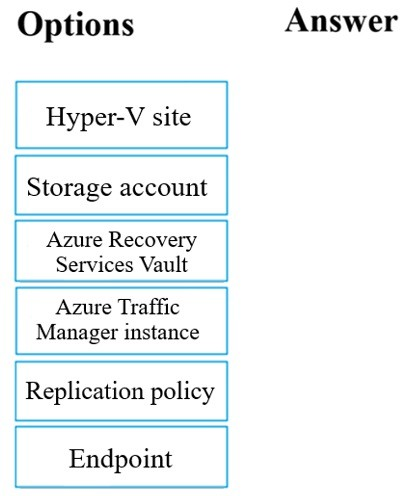 Options
Answer
Hyper-V site
Storage account
Azure Recovery
Services Vault
Azure Traffic
Manager instance
Replication policy
Endpoint